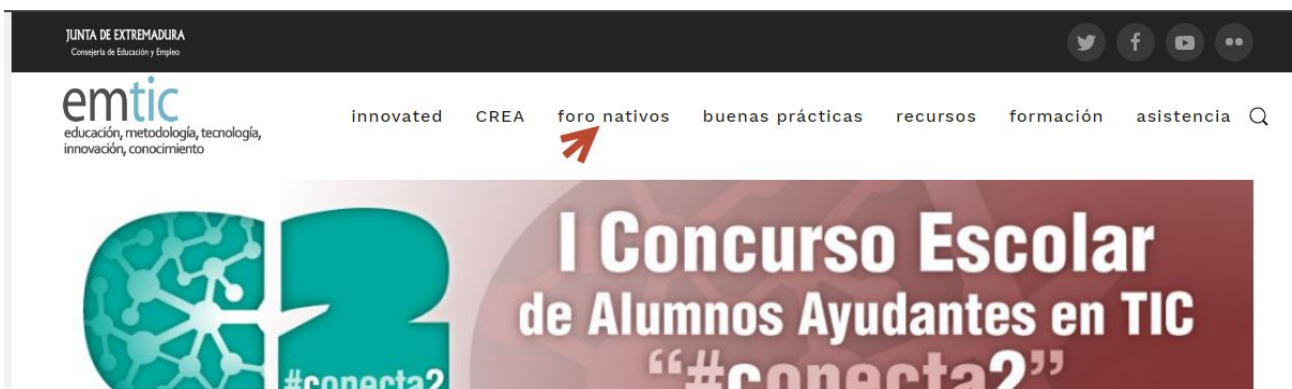 JUNTA DE EXTREMADURA
Consejería de Educación y Empleo
emtic
educación, metodología, tecnología,
innovación, conocimiento
innovated CREA foro nativos buenas prácticas recursos formación asistencia
I Concurso Escolar
de Alumnos Ayudantes en TIC
“#conecta2”
#conecta2